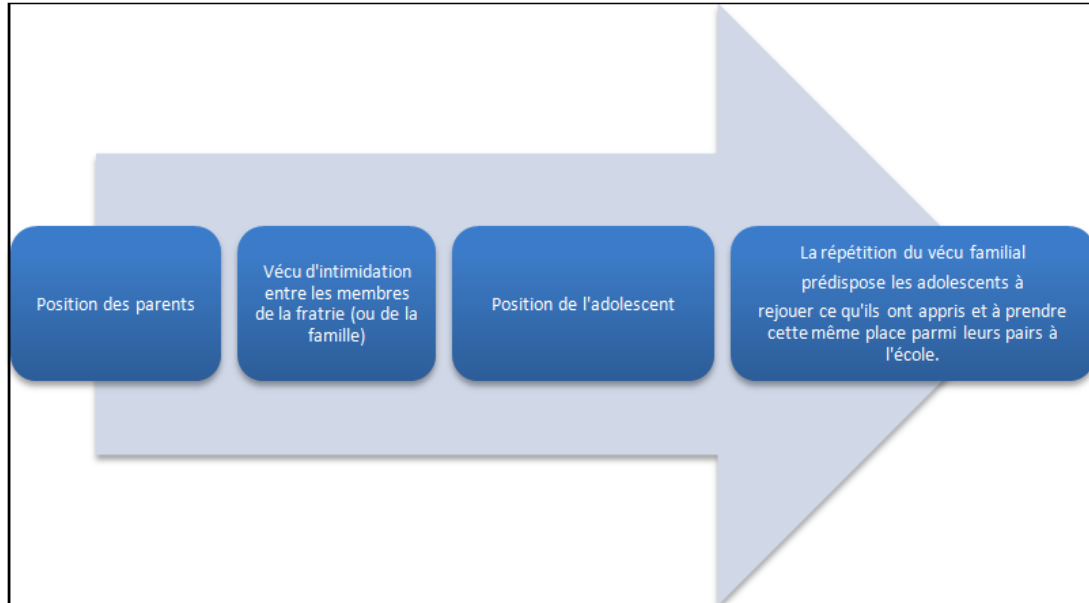 Position des parents
Vécu d'intimidation
entre les membres
de la fratrie (ou de la
famille)
Position de l'adolescent
La répétition du vécu familial
prédispose les adolescents à
rejouer ce qu'ils ont appris et à prendre
cette même place parmi leurs pairs à
l'école.